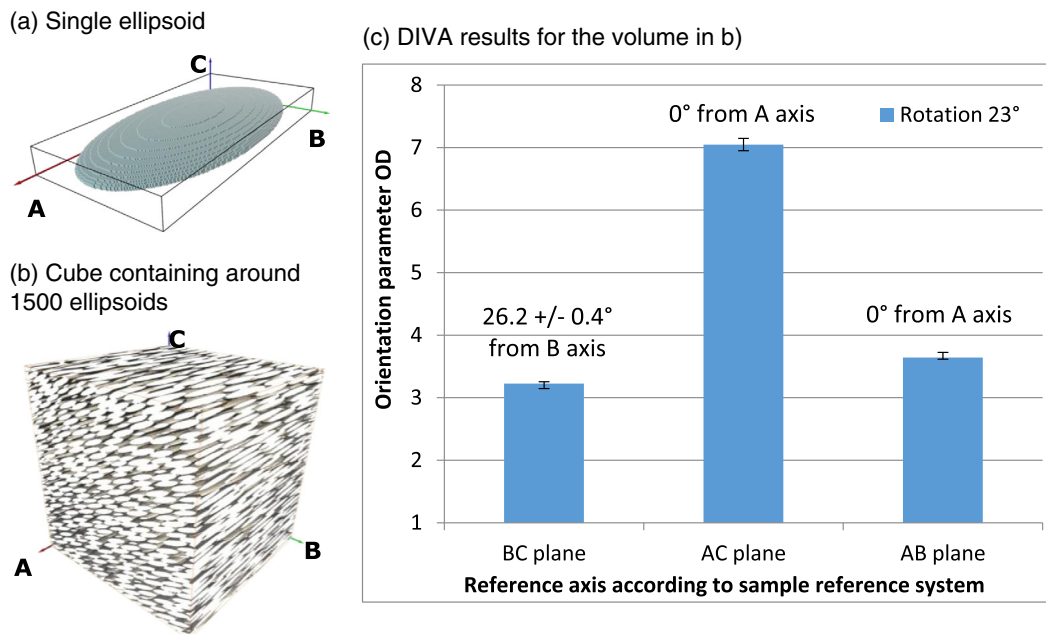 (a) Single ellipsoid
C
B
A
(b) Cube containing around
1500 ellipsoids
C
A
B
(c) DIVA results for the volume in b)
Orientation parameter OD
8
7
6
5
4
3
2
1
0° from A axis
Rotation 23°
26.2 +/- 0.4°
from B axis
0° from A axis
BC plane
AC plane
AB plane
Reference axis according to sample reference system